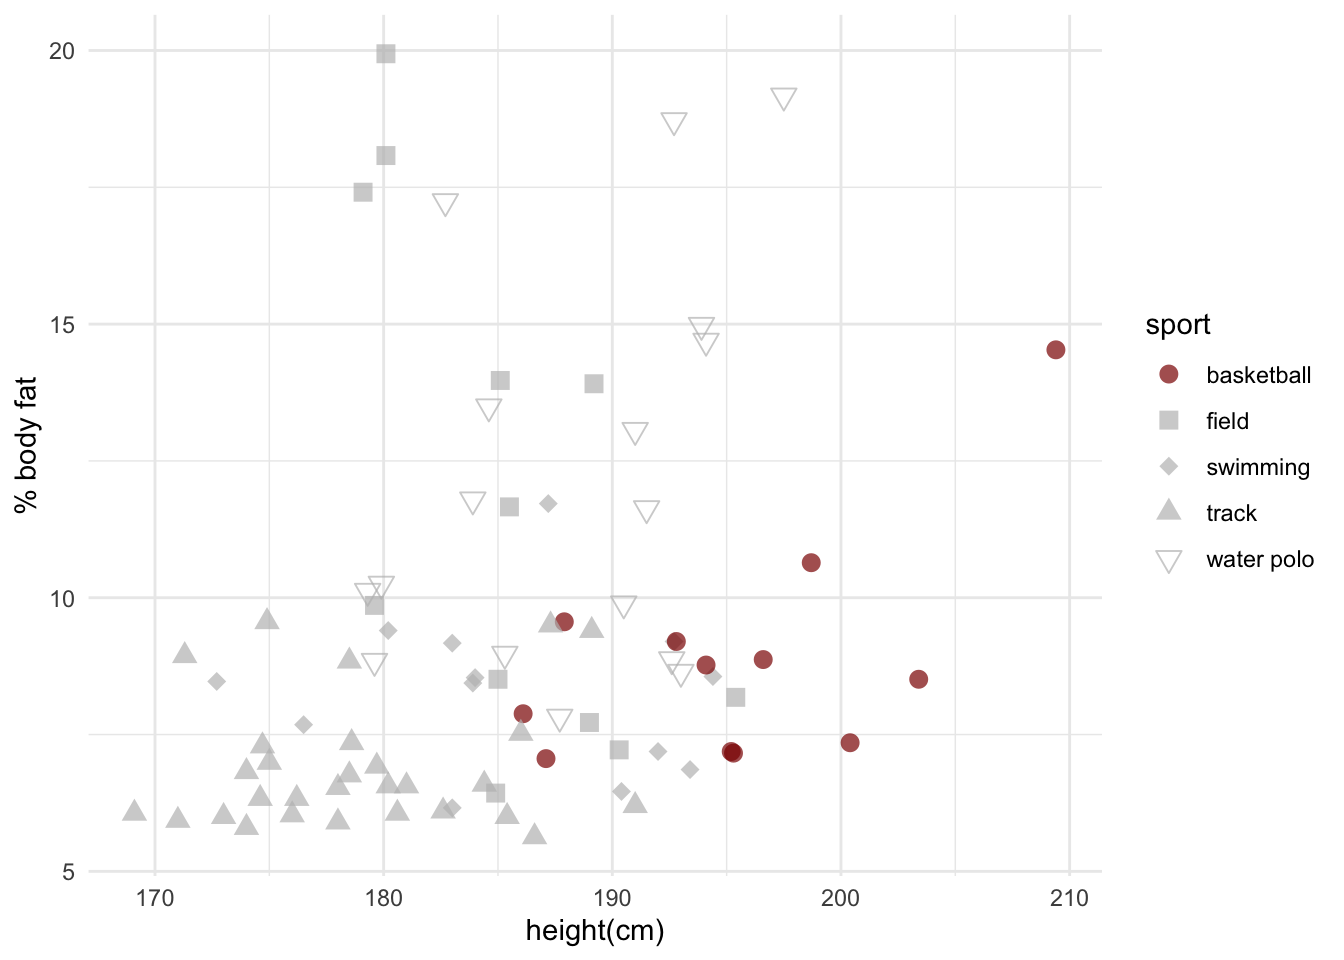 20
15
10
5
% body fat
170 180 190 200 210
height(cm)
sport
basketball
field
swimming
track
water polo